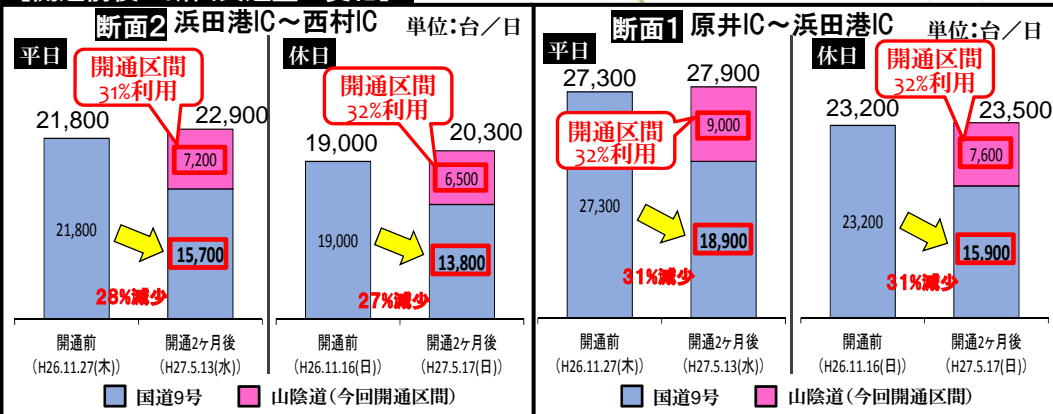 断面2 浜田港IC～西村IC 単位：台／日
平日
開通区間
31%利用
21,800
22,900
7,200
21,800
15,700
28%減少
開通前
(H26.11.27(木))
開通2ヶ月後
(H27.5.13(水))
休日
開通区間
32%利用
19,000
20,300
6,500
19,000
13,800
27%減少
開通前
(H26.11.16(日))
開通2ヶ月後
(H27.5.17(日))
国道9号 山陰道(今回開通区間)
断面1 原井IC～浜田港IC 単位：台／日
平日
27,300
27,900
開通区間
32%利用
9,000
27,300
18,900
31%減少
開通前
(H26.11.27(木))
開通2ヶ月後
(H27.5.13(水))
休日
開通区間
32%利用
23,200
23,500
7,600
23,200
15,900
31%減少
開通前
(H26.11.16(日))
開通2ヶ月後
(H27.5.17(日))
国道9号 山陰道(今回開通区間)